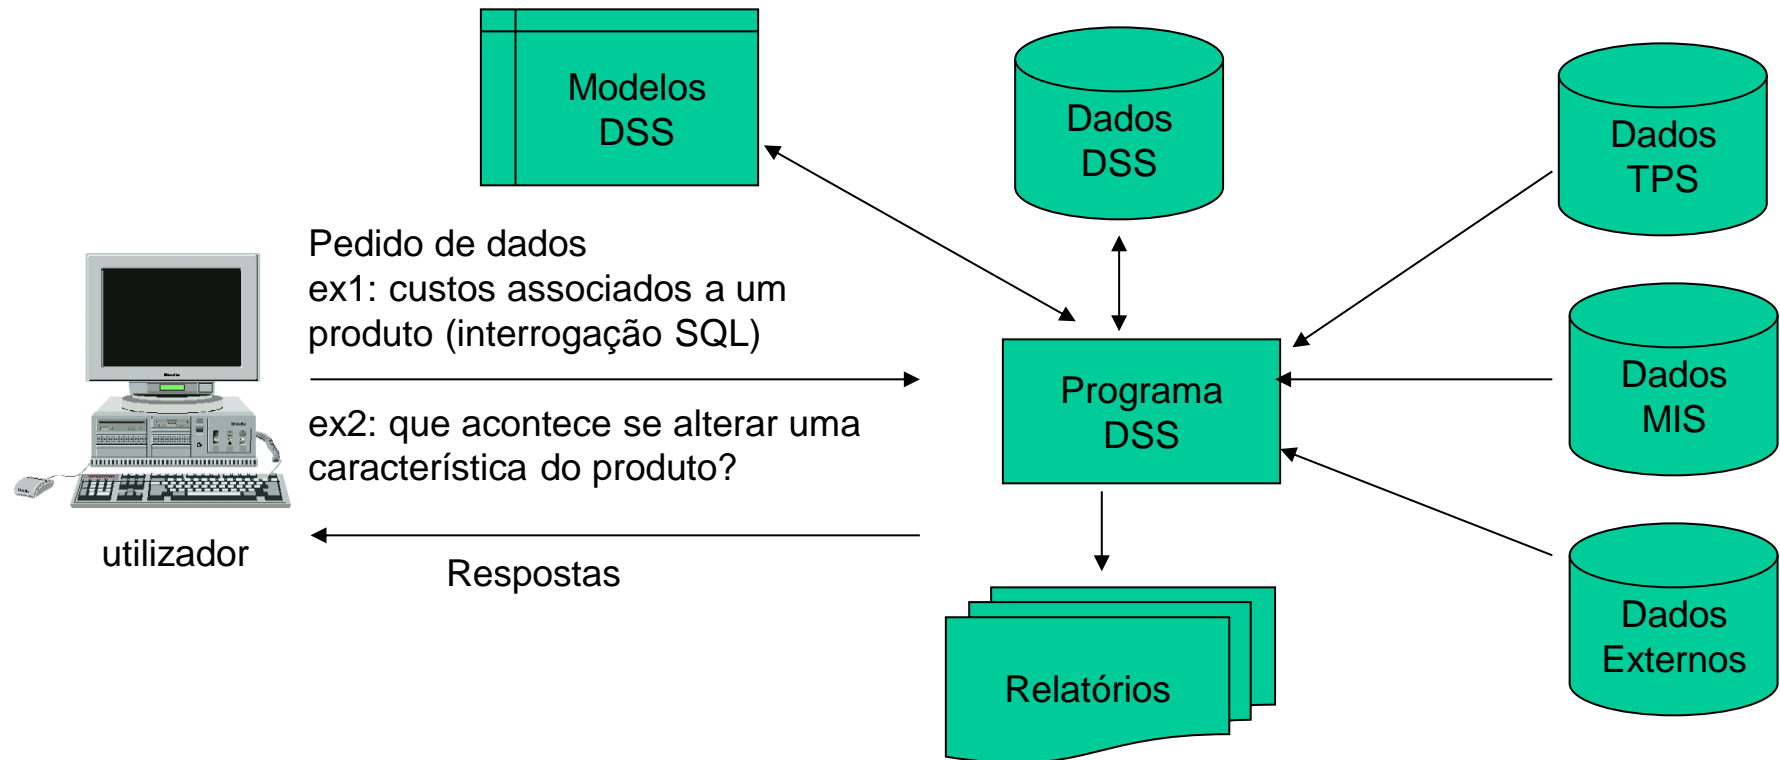 Modelos
DSS
Dados
DSS
Dados
TPS
Pedido de dados
ex1: custos associados a um
produto (interrogação SQL)
ex2: que acontece se alterar uma
característica do produto?
Programa
DSS
Dados
MIS
utilizador
Respostas
Relatórios
Dados
Externos